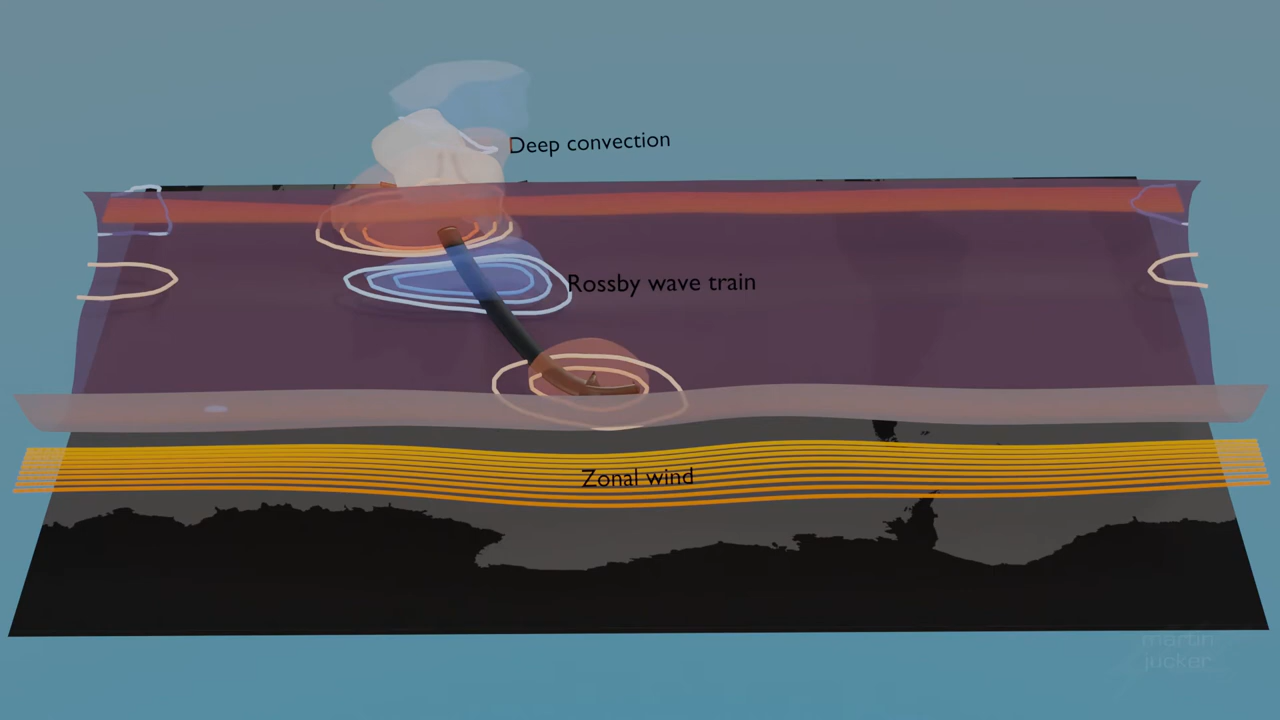 Deep convection
Rossby wave train
Zonal wind
martin
jucker